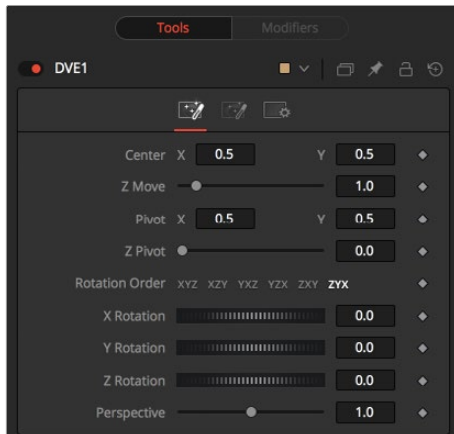 Tools Modifiers
DVE1
Center X 0.5 Y 0.5
Z Move 1.0
Pivot X 0.5 Y 0.5
Z Pivot 0.0
Rotation Order XYZ XZY YXZ YZX ZXY ZYX
X Rotation 0.0
Y Rotation 0.0
Z Rotation 0.0
Perspective 1.0